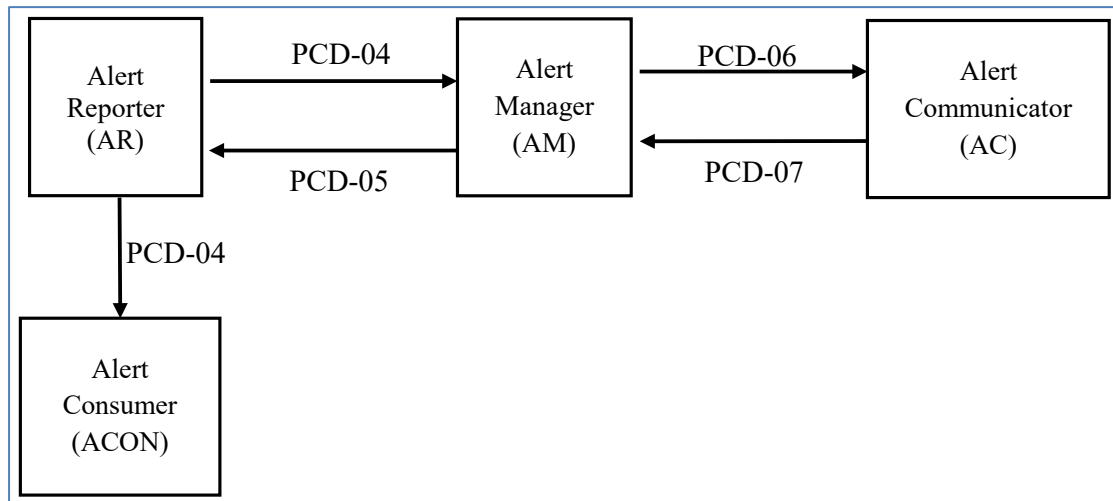 Alert
Reporter
(AR)
PCD-04
Alert
Manager
(AM)
PCD-06
Alert
Communicator
(AC)
PCD-05
PCD-07
PCD-04
Alert
Consumer
(ACON)